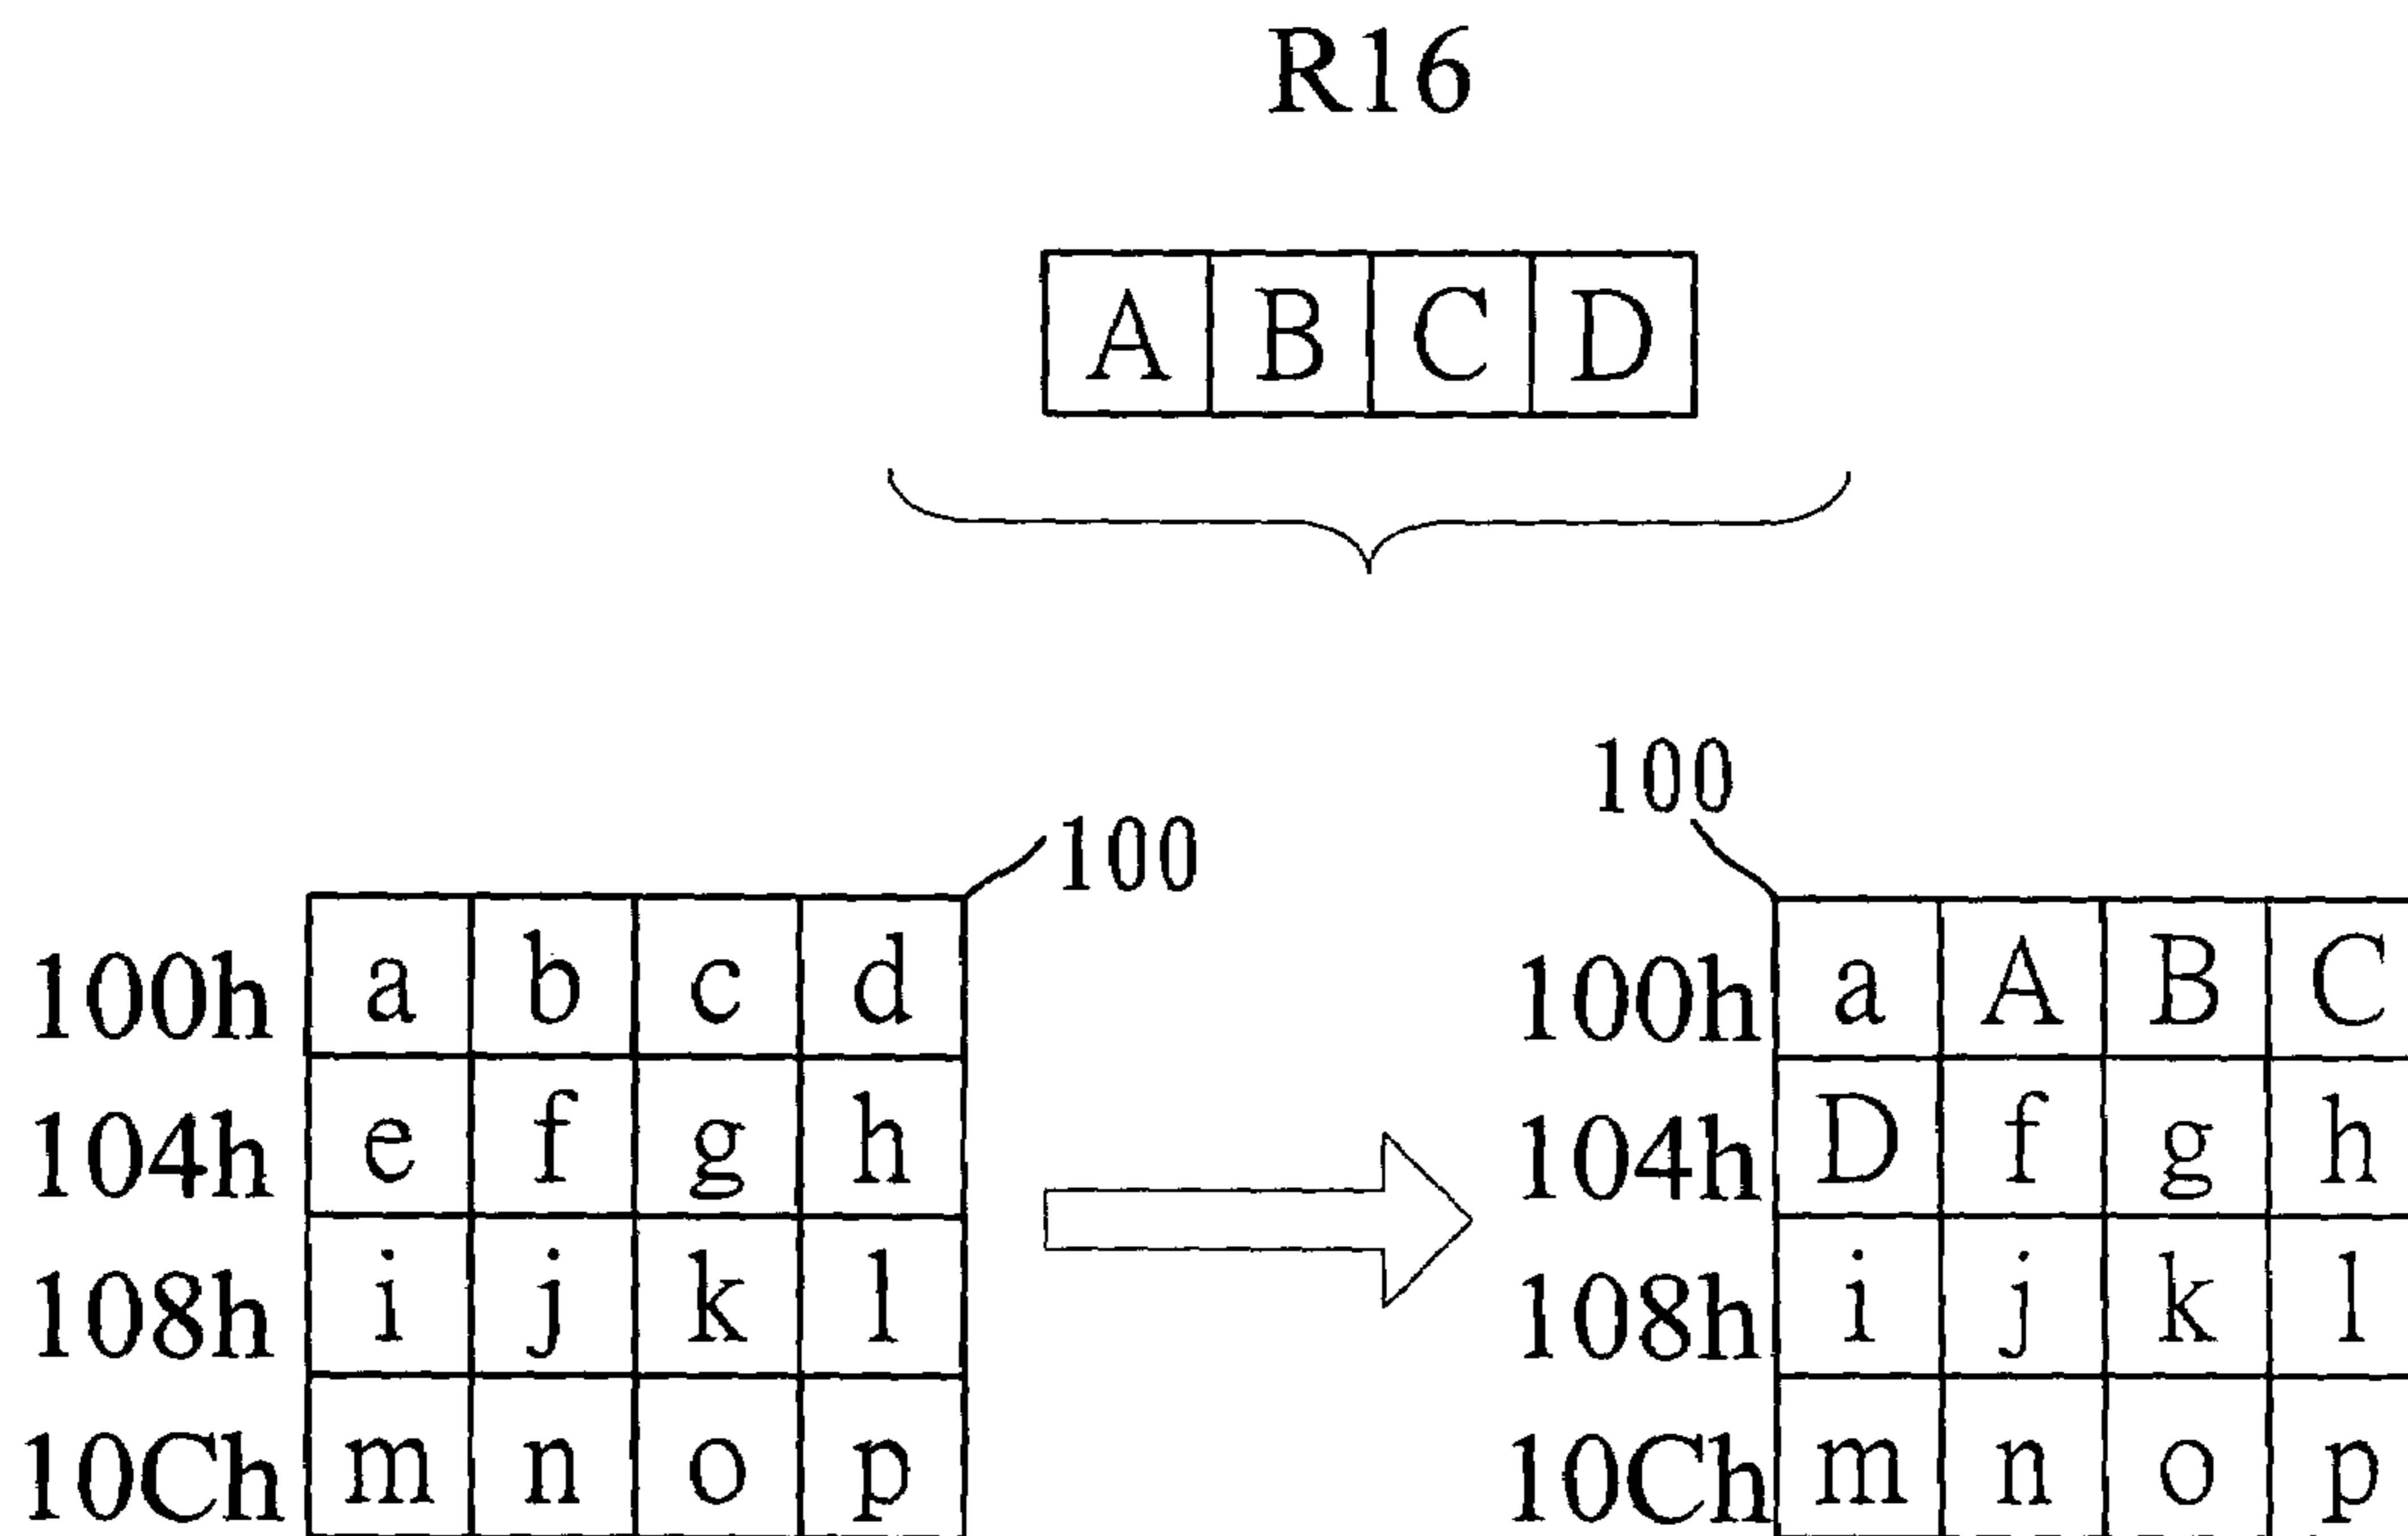 R16
A B C D
100
100
100h a b c d
104h e f g h
108h i j k l
10Ch m n o p
100h a A B C
104h D f g h
108h i j k l
10Ch m n o p